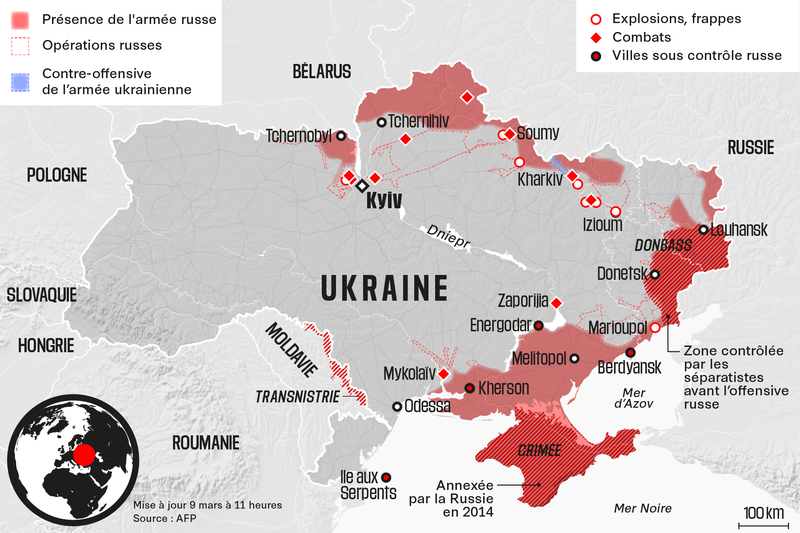 Présence de l'armée russe
Opérations russes
Contre-offensive
de l'armée ukrainienne
Explosions, frappes
Combats
Villes sous contrôle russe
BÉLARUS
Tchernihiv
Tchernobyl
Soumy
RUSSIE
POLOGNE
Kharkiv
Kyiv
Izioum
Louhansk
Dniepr
DONBASS
Donetsk
UKRAINE
SLOVAQUIE
Zaporijia
Energodar
Marioupol
HONGRIE
MOLDAVIE
Melitopol
Berdyansk
Zone contrôlée
par les
séparatistes
avant l'offensive
russe
Mykolaïv
Kherson
TRANSNISTRIE
Odessa
Mer
d'Azov
ROUMANIE
CRIMÉE
Ile aux
Serpents
Annexée
par la Russie
en 2014
Mer Noire
Mise à jour 9 mars à 11 heures
Source : AFP
100 km